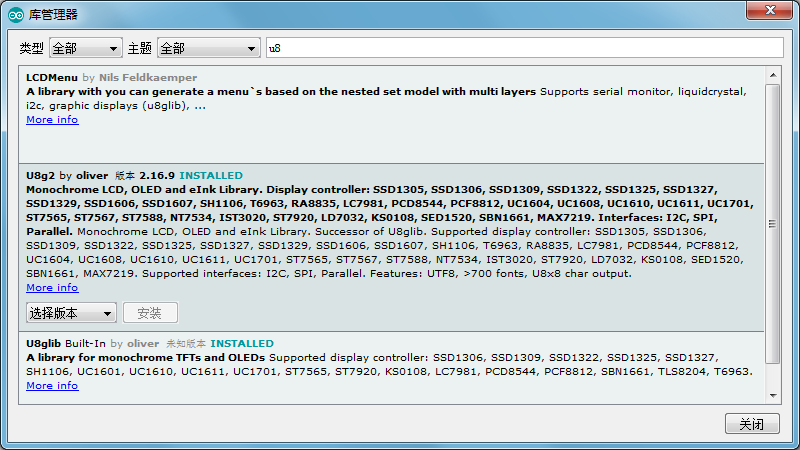 库管理器
类型 全部 主题 全部 u8
LCDMenu by Nils Feldkaemper
A library with you can generate a menu`s based on the nested set model with multi layers Supports serial monitor, liquidcrystal,
i2c, graphic displays (u8glib), ...
More info
U8g2 by oliver 版本 2.16.9 INSTALLED
Monochrome LCD, OLED and eInk Library. Display controller: SSD1305, SSD1306, SSD1309, SSD1322, SSD1325, SSD1327,
SSD1329, SSD1606, SSD1607, SH1106, T6963, RA8835, LC7981, PCD8544, PCF8812, UC1604, UC1608, UC1610, UC1611, UC1701,
ST7565, ST7567, ST7588, NT7534, IST3020, ST7920, LD7032, KS0108, SED1520, SBN1661, MAX7219. Interfaces: I2C, SPI,
Parallel. Monochrome LCD, OLED and eInk Library. Successor of U8glib. Supported display controller: SSD1305, SSD1306,
SSD1309, SSD1322, SSD1325, SSD1327, SSD1329, SSD1606, SSD1607, SH1106, T6963, RA8835, LC7981, PCD8544, PCF8812,
UC1604, UC1608, UC1610, UC1611, UC1701, ST7565, ST7567, ST7588, NT7534, IST3020, ST7920, LD7032, KS0108, SED1520,
SBN1661, MAX7219. Supported interfaces: I2C, SPI, Parallel. Features: UTF8, >700 fonts, U8x8 char output.
More info
选择版本 安装
U8glib Built-In by oliver 未知版本 INSTALLED
A library for monochrome TFTs and OLEDs Supported display controller: SSD1306, SSD1309, SSD1322, SSD1325, SSD1327,
SH1106, UC1601, UC1610, UC1611, UC1701, ST7565, ST7920, KS0108, LC7981, PCD8544, PCF8812, SBN1661, TLS8204, T6963.
More info
关闭